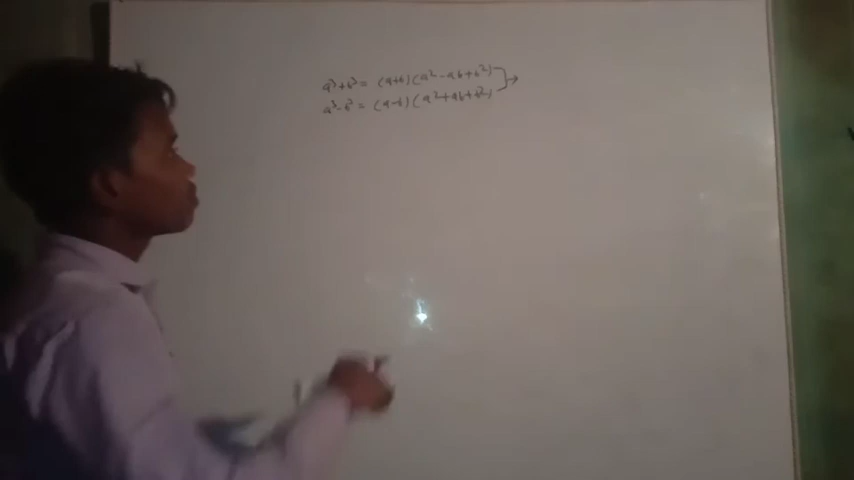 a³+b³ = (a+b)(a²-ab+b²)
a³-b³ = (a-b)(a²+ab+b²)